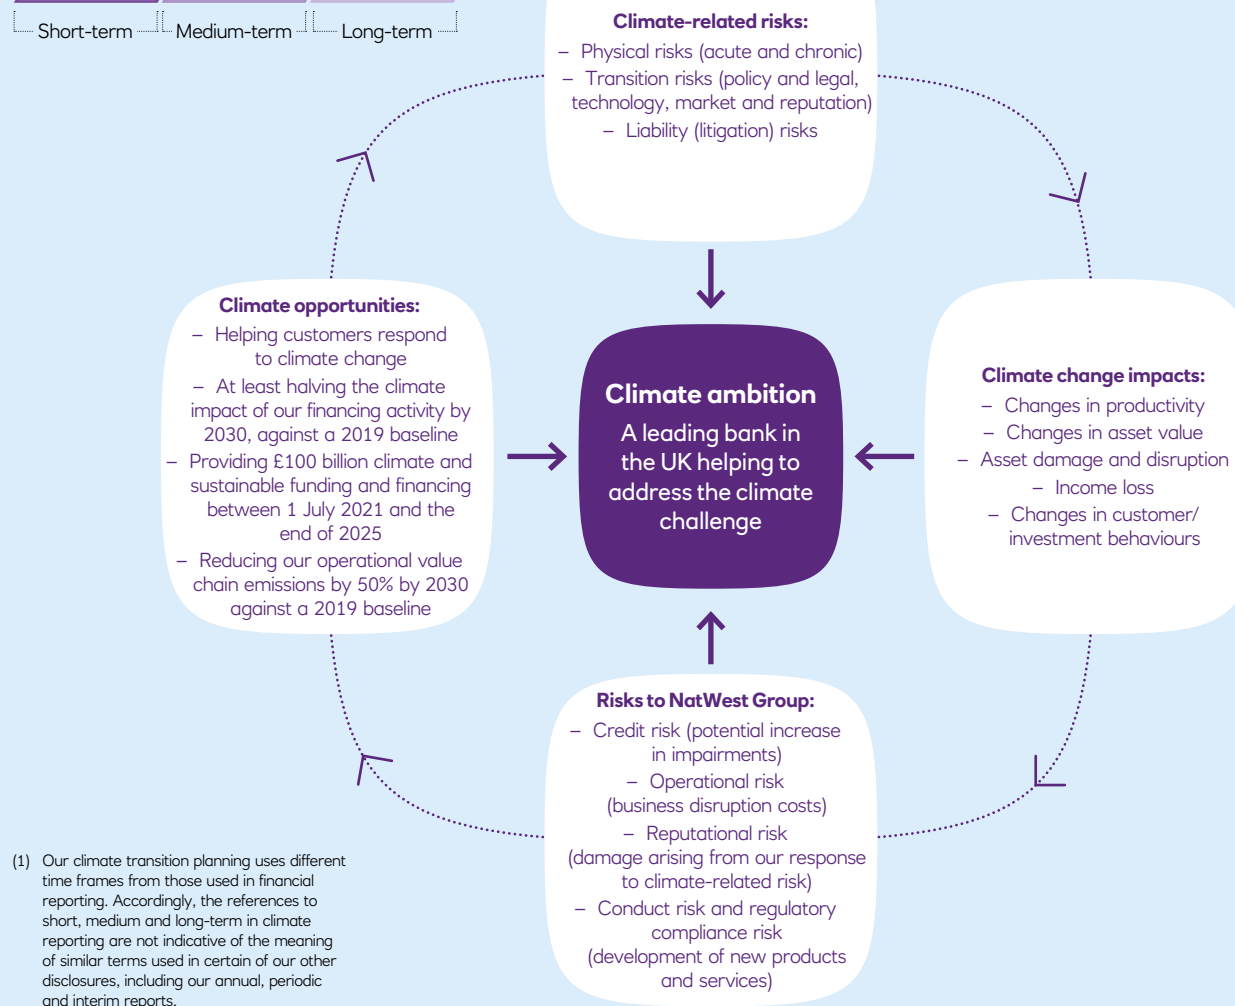 Short-term
Medium-term
Long-term
Climate-related risks:
– Physical risks (acute and chronic)
– Transition risks (policy and legal,
technology, market and reputation)
– Liability (litigation) risks
Climate opportunities:
– Helping customers respond
to climate change
– At least halving the climate
impact of our financing activity by
2030, against a 2019 baseline
– Providing £100 billion climate and
sustainable funding and financing
between 1 July 2021 and the
end of 2025
– Reducing our operational value
chain emissions by 50% by 2030
against a 2019 baseline
Climate ambition
A leading bank in
the UK helping to
address the climate
challenge
Climate change impacts:
– Changes in productivity
– Changes in asset value
– Asset damage and disruption
– Income loss
– Changes in customer/
investment behaviours
Risks to NatWest Group:
– Credit risk (potential increase
in impairments)
– Operational risk
(business disruption costs)
– Reputational risk
(damage arising from our response
to climate-related risk)
– Conduct risk and regulatory
compliance risk
(development of new products
and services)
(1) Our climate transition planning uses different
time frames from those used in financial
reporting. Accordingly, the references to
short, medium and long-term in climate
reporting are not indicative of the meaning
of similar terms used in certain of our other
disclosures, including our annual, periodic
and interim reports.